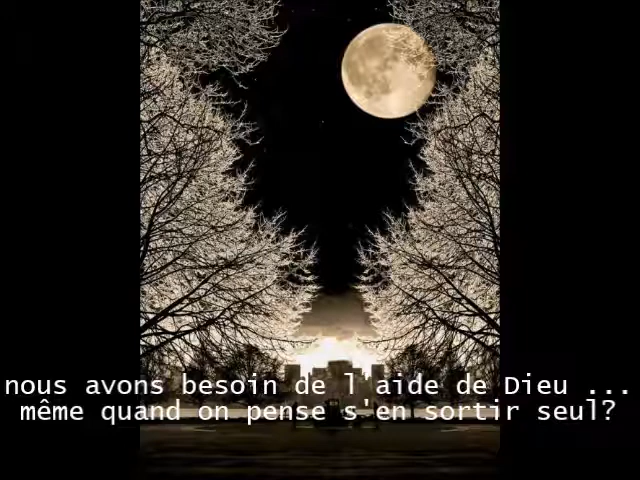 nous avons besoin de l'aide de Dieu ...
même quand on pense s'en sortir seul?